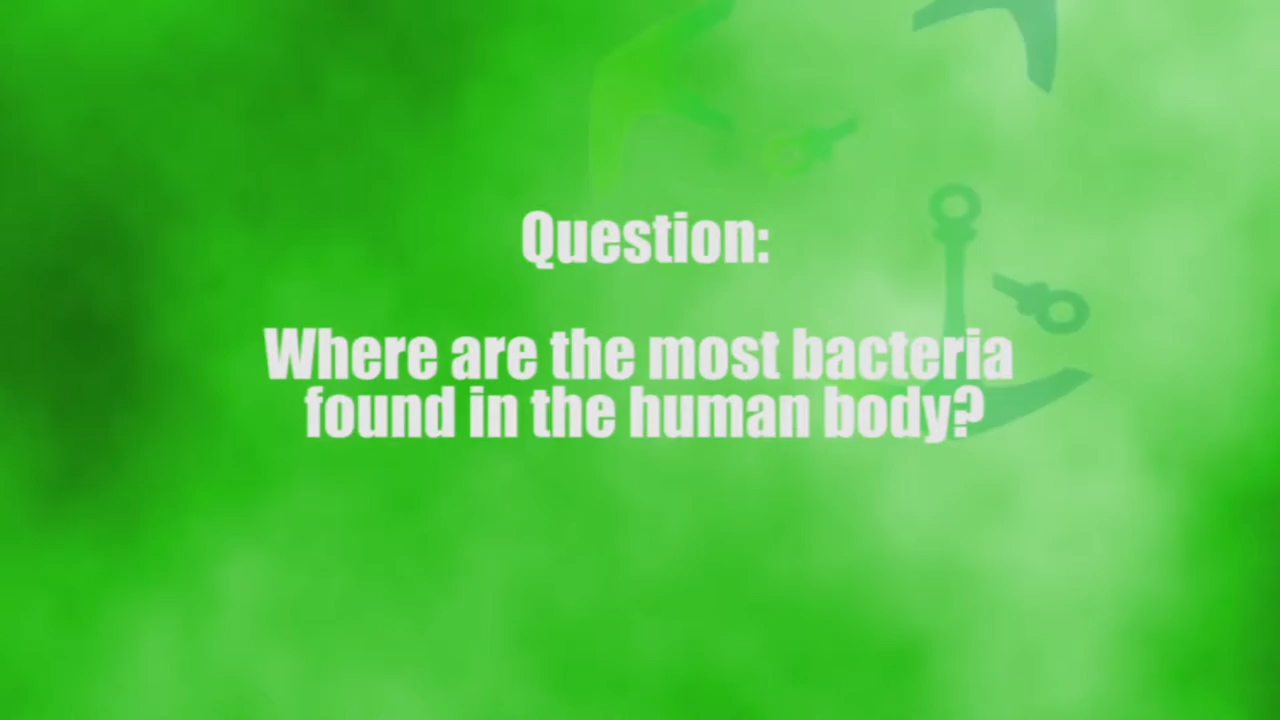 Question:
Where are the most bacteria
found in the human body?